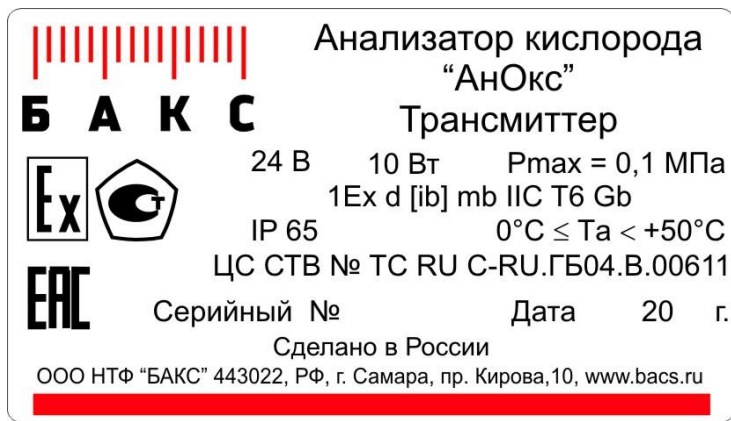 БАКС
Анализатор кислорода
“АнОкс”
Трансмиттер
24 В 10 Вт Pmax = 0,1 МПа
1Ex d [ib] mb IIC T6 Gb
IP 65 0°C ≤ Ta < +50°C
Ex
Ст
ЦС СТВ № ТС RU C-RU.ГБ04.В.00611
EAC
Серийный № Дата 20 г.
Сделано в России
ООО НТФ “БАКС” 443022, РФ, г. Самара, пр. Кирова,10, www.bacs.ru